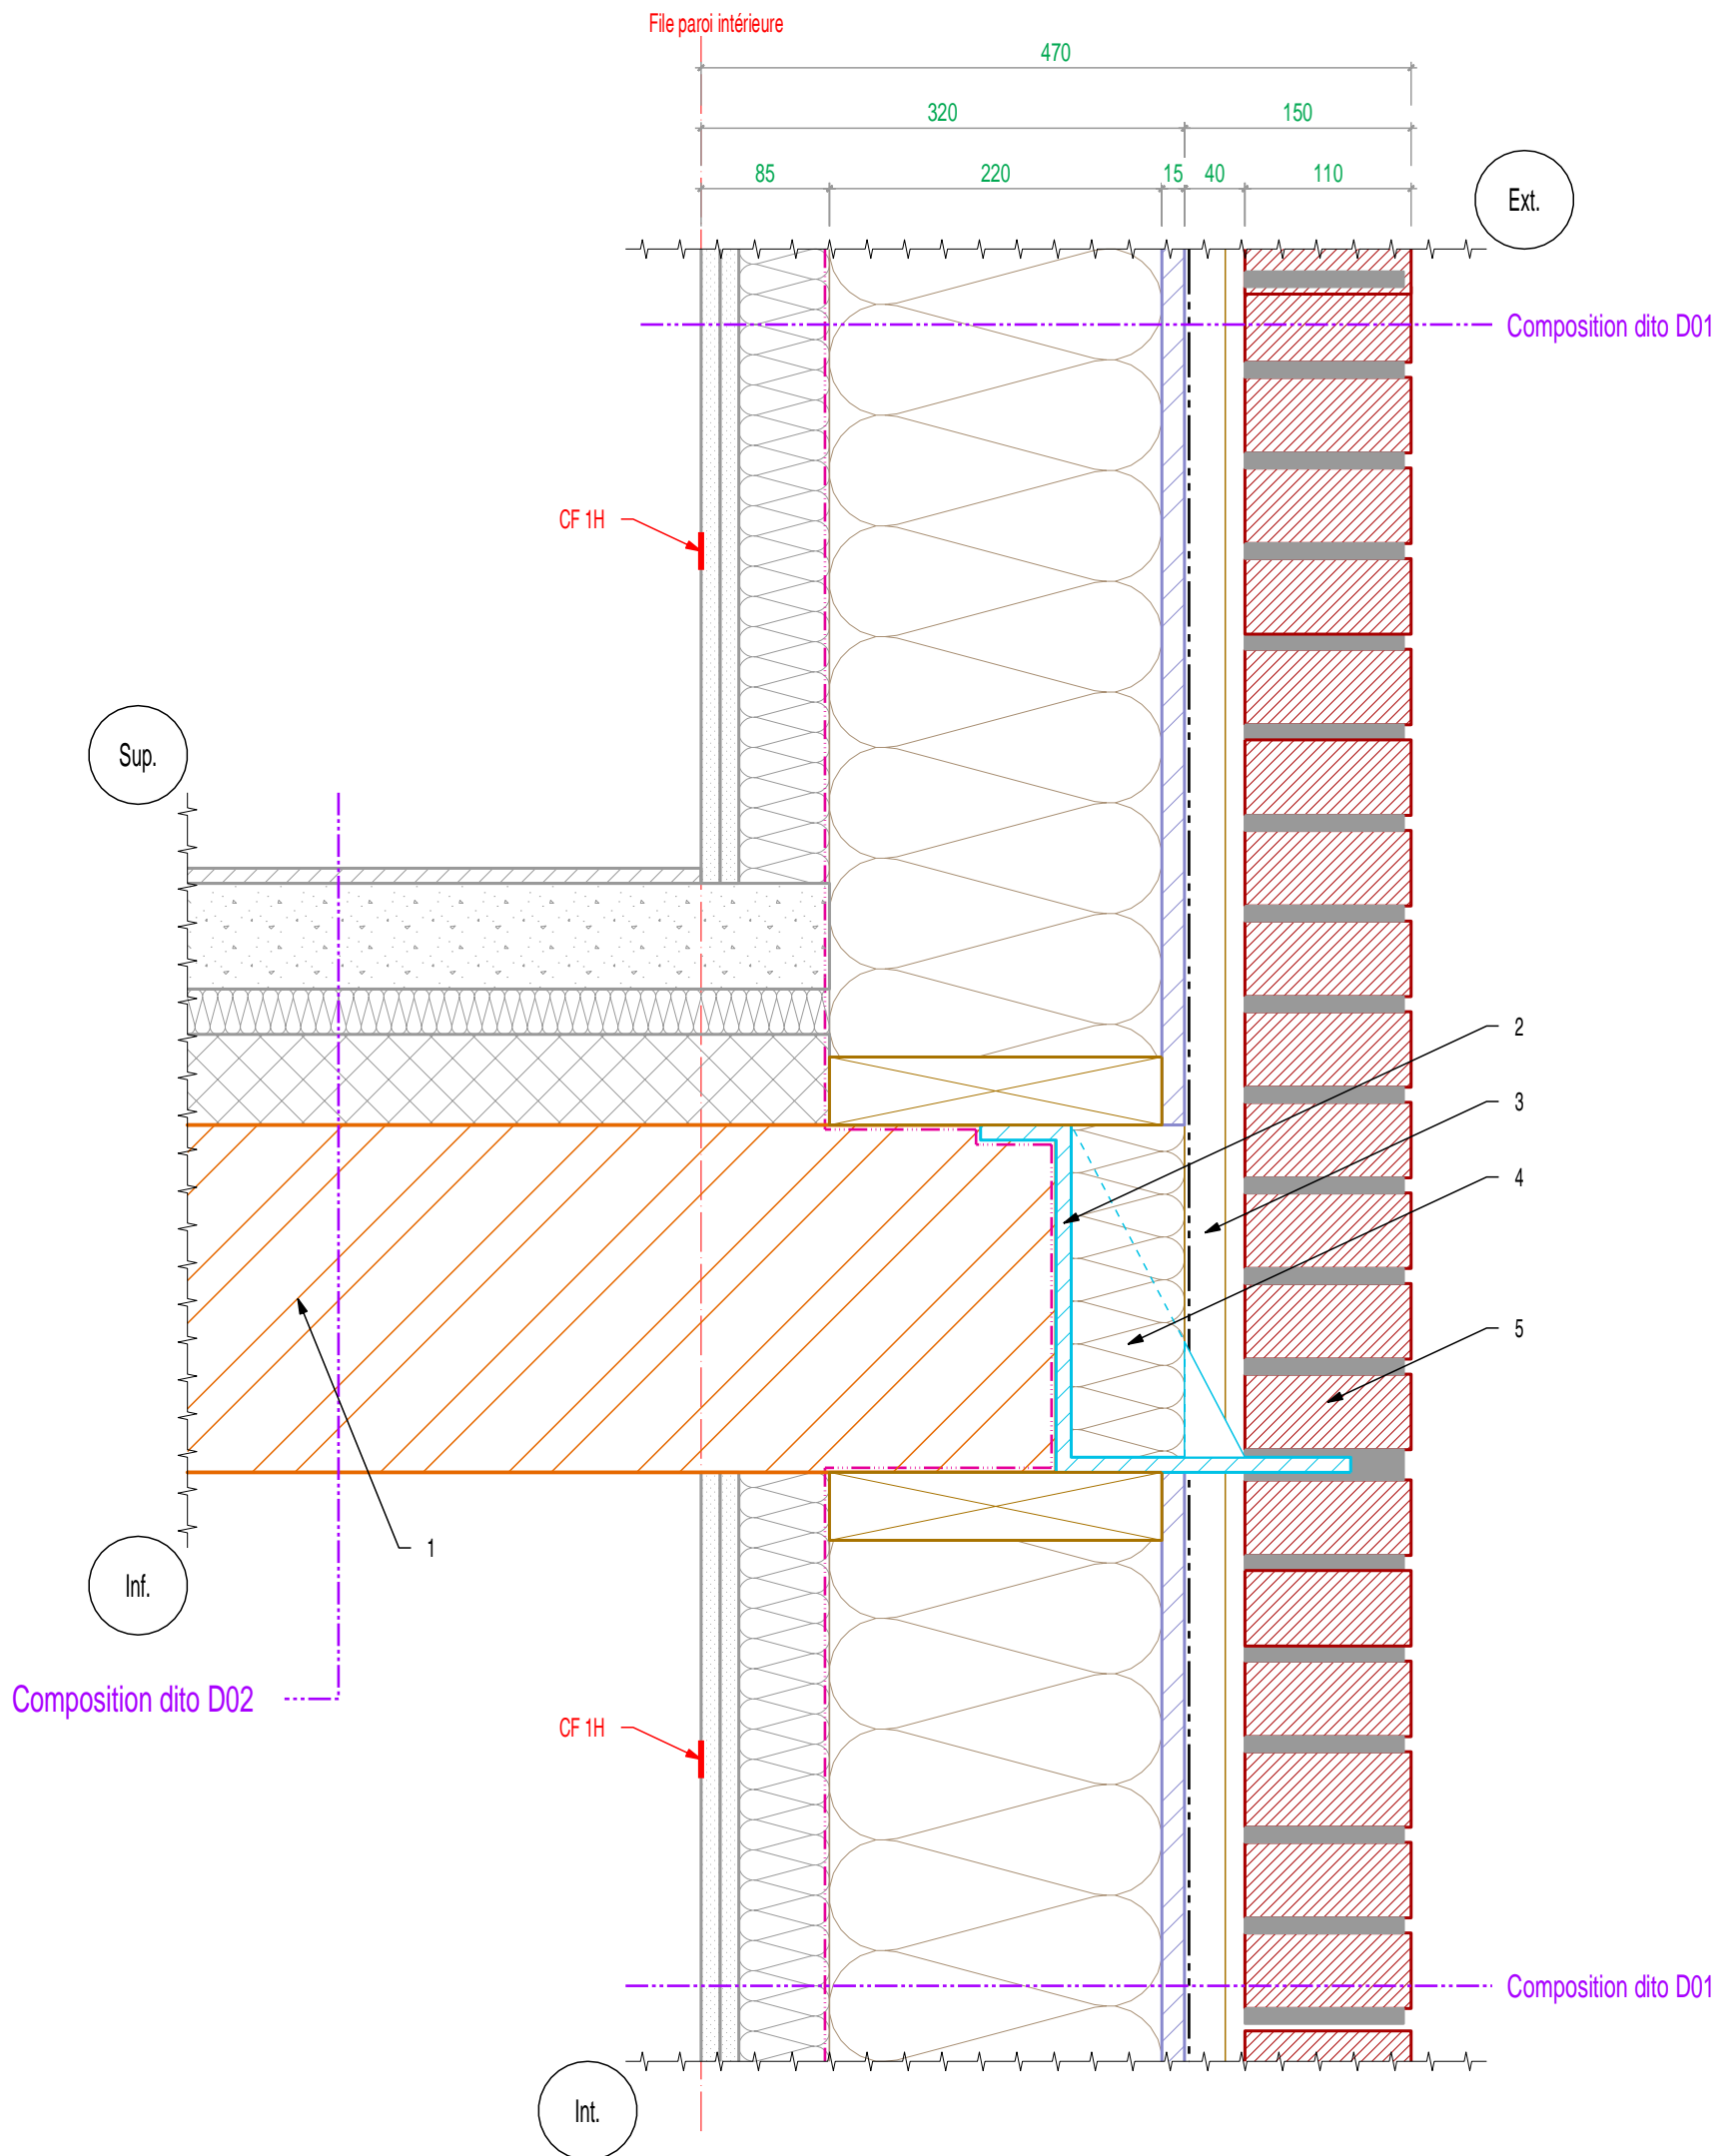 File paroi intérieure
470
320
150
85
220
15
40
110
Ext.
Composition dito D01
CF 1H
Sup.
2
3
4
5
1
Inf.
Composition dito D02
CF 1H
Composition dito D01
Int.